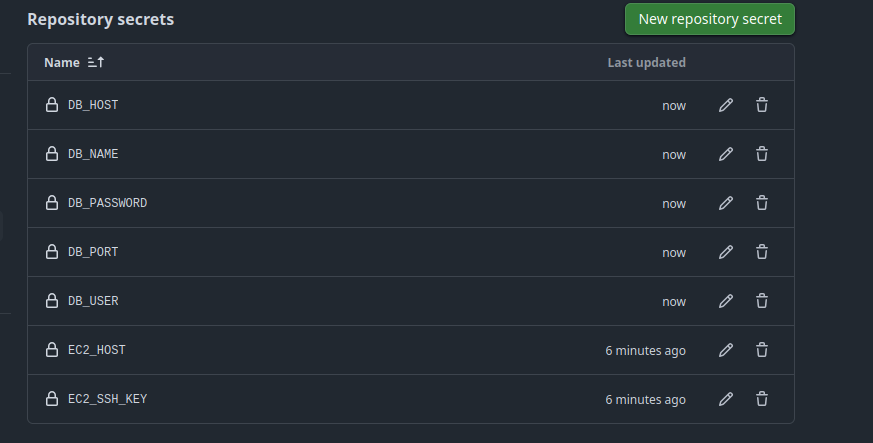 Repository secrets
New repository secret
Name Last updated
DB_HOST now
DB_NAME now
DB_PASSWORD now
DB_PORT now
DB_USER now
EC2_HOST 6 minutes ago
EC2_SSH_KEY 6 minutes ago